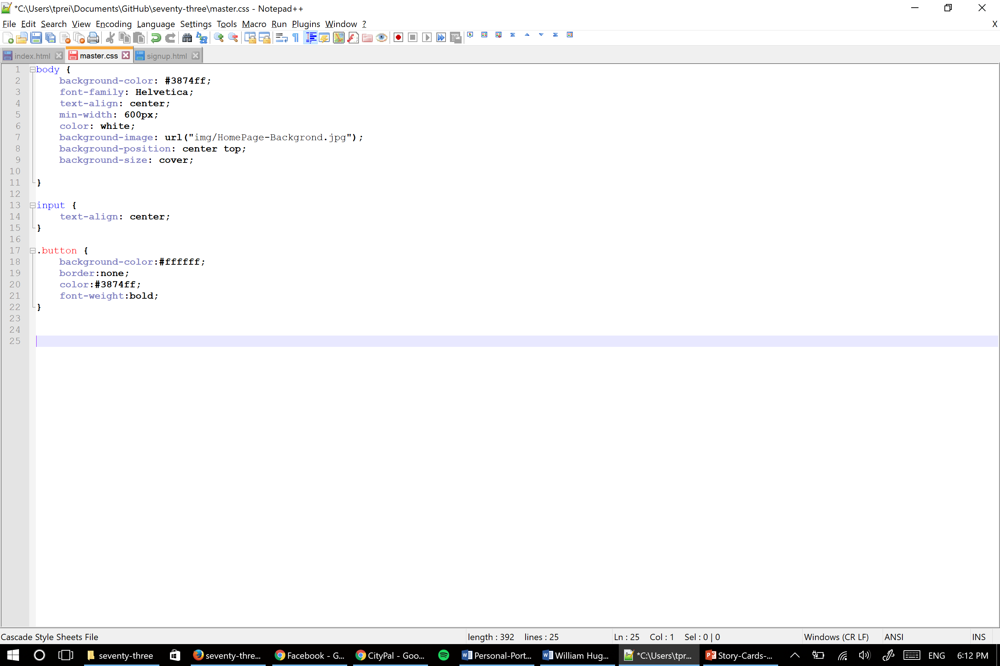 *C:\Users\tprei\Documents\GitHub\seventy-three\master.css - Notepad++
File Edit Search View Encoding Language Settings Tools Macro Run Plugins Window ? X
index.html master.css signup.html
1 body {
2 background-color: #3874ff;
3 font-family: Helvetica;
4 text-align: center;
5 min-width: 600px;
6 color: white;
7 background-image: url("img/HomePage-Backgrond.jpg");
8 background-position: center top;
9 background-size: cover;
10
11 }
12
13 input {
14 text-align: center;
15 }
16
17 .button {
18 background-color:#ffffff;
19 border:none;
20 color:#3874ff;
21 font-weight:bold;
22 }
23
24
25
Cascade Style Sheets File length : 392 lines : 25 Ln : 25 Col : 1 Sel : 0 | 0 Windows (CR LF) ANSI INS
seventy-three seventy-thre... Facebook - G... CityPal - Goo... Personal-Port... William Hug... *C:\Users\tpr... Story-Cards-... ENG 6:12 PM